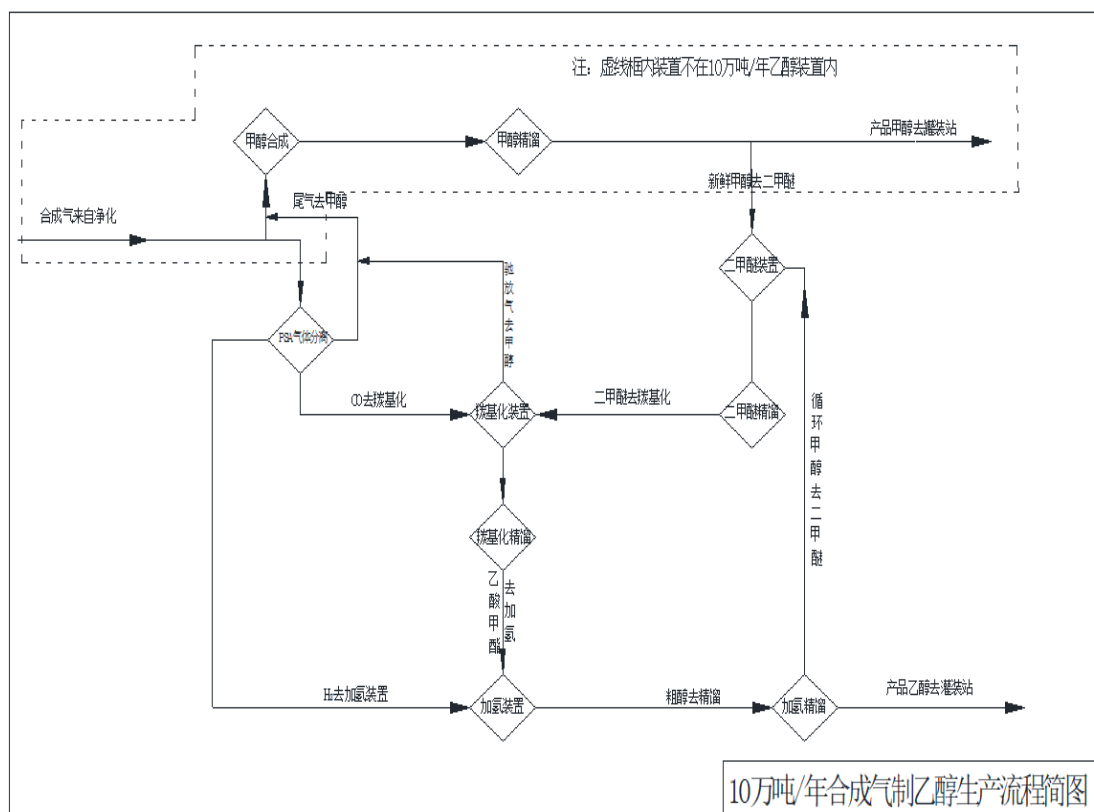 注：虚线框内装置不在10万吨/年乙醇装置内
甲醇合成
甲醇精馏
产品甲醇去灌装站
新鲜甲醇去二甲醚
尾气去甲醇
合成气来自净化
二甲醚装置
驰放气去甲醇
PSA气体分离
CO去羰基化
羰基化装置
二甲醚去羰基化
二甲醚精馏
循环甲醇去二甲醚
羰基化精馏
乙酸甲酯
去加氢
H₂去加氢装置
加氢装置
粗醇去精馏
加氢精馏
产品乙醇去灌装站
10万吨/年合成气制乙醇生产流程简图